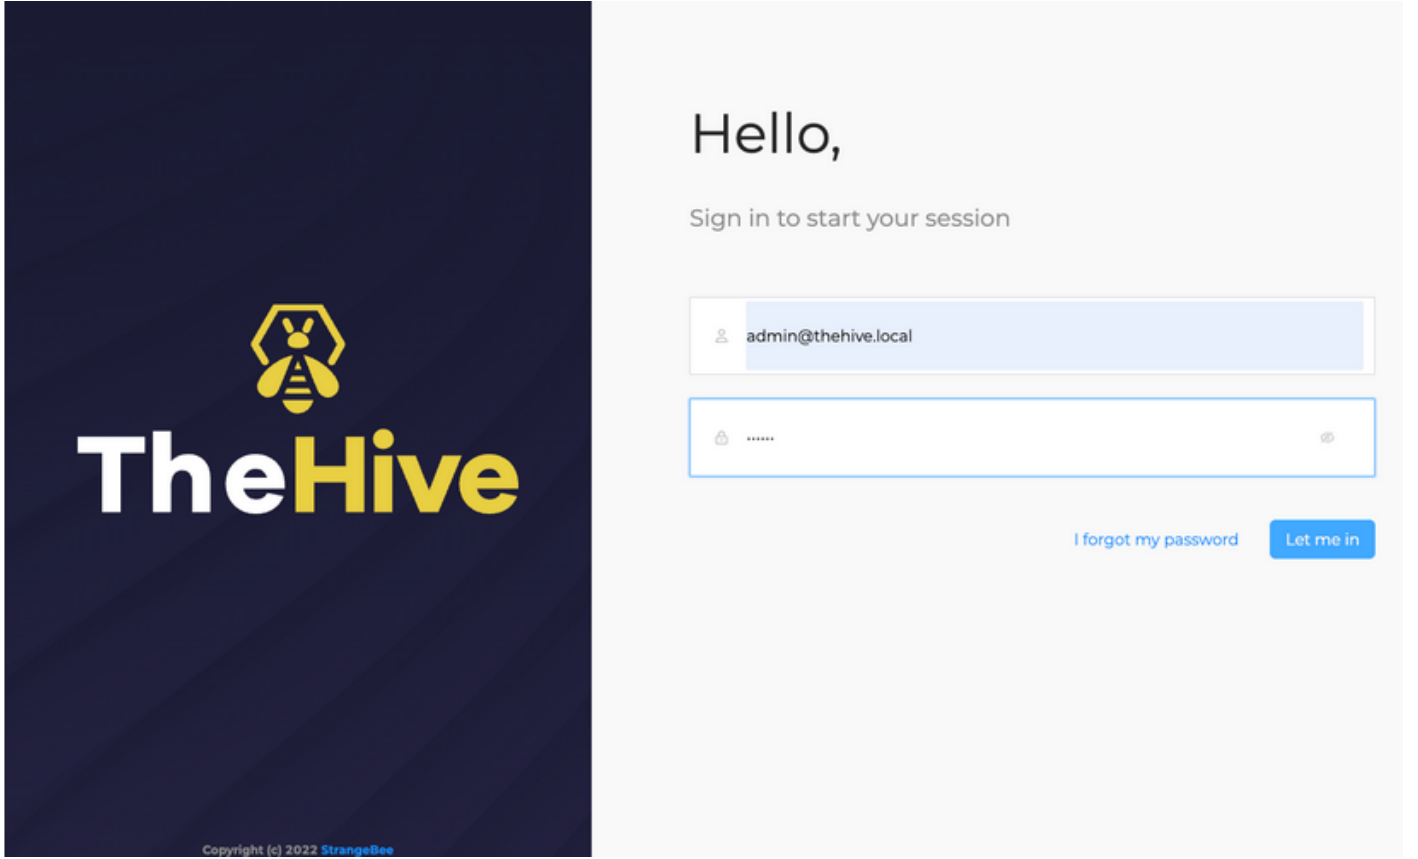 Hello,
Sign in to start your session
admin@thehive.local
······
I forgot my password
Let me in
TheHive
Copyright (c) 2022 StrangeBee